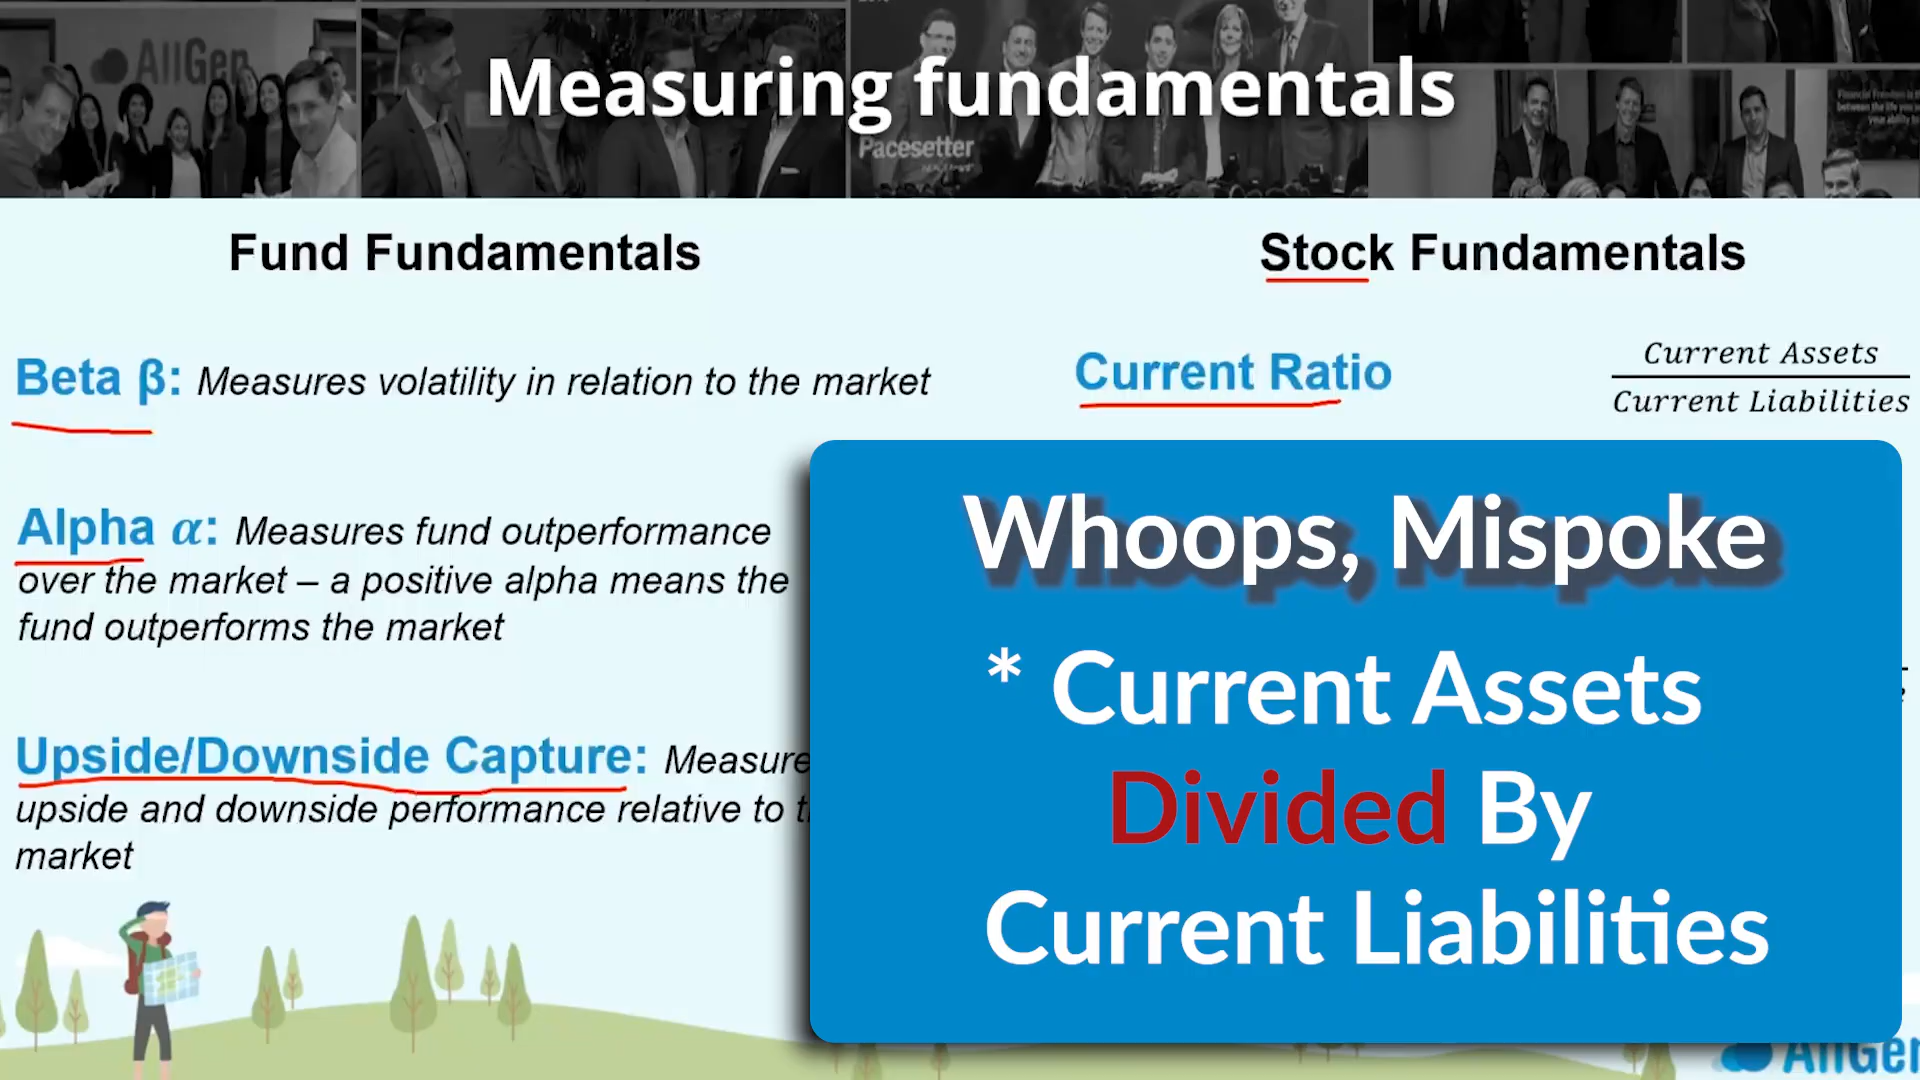 AllGen
Measuring fundamentals
Pacesetter
Fund Fundamentals
Beta β: Measures volatility in relation to the market
Alpha α: Measures fund outperformance
over the market – a positive alpha means the
fund outperforms the market
Upside/Downside Capture: Measure
upside and downside performance relative to t
market
Stock Fundamentals
Current Ratio
Current Assets
Current Liabilities
Whoops, Mispoke
* Current Assets
Divided By
Current Liabilities
AllGen